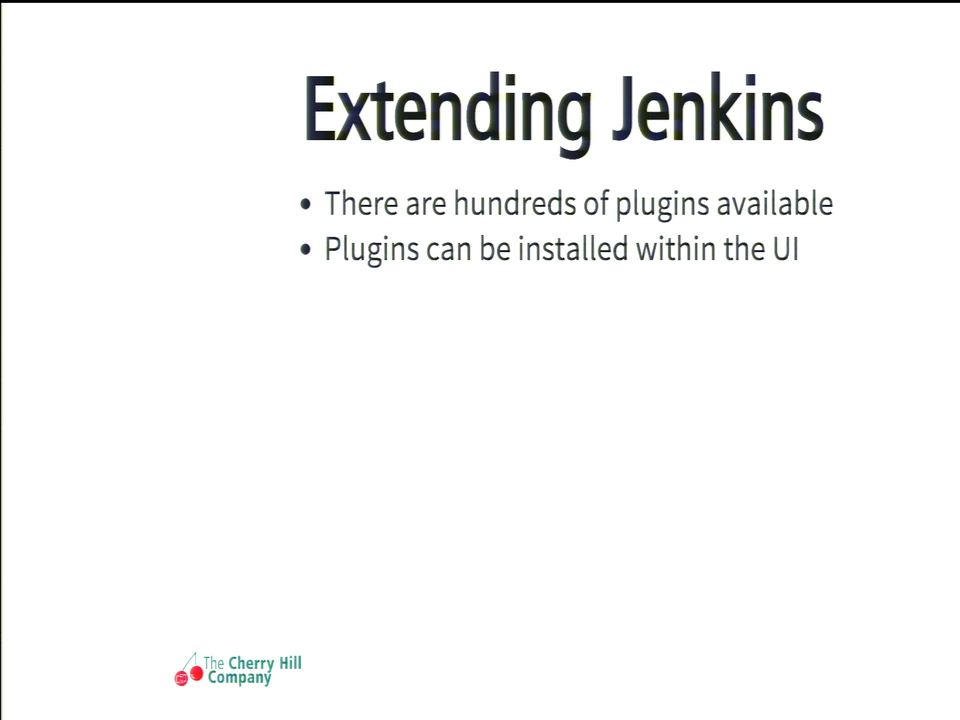 Extending Jenkins
• There are hundreds of plugins available
• Plugins can be installed within the UI
The Cherry Hill
Company